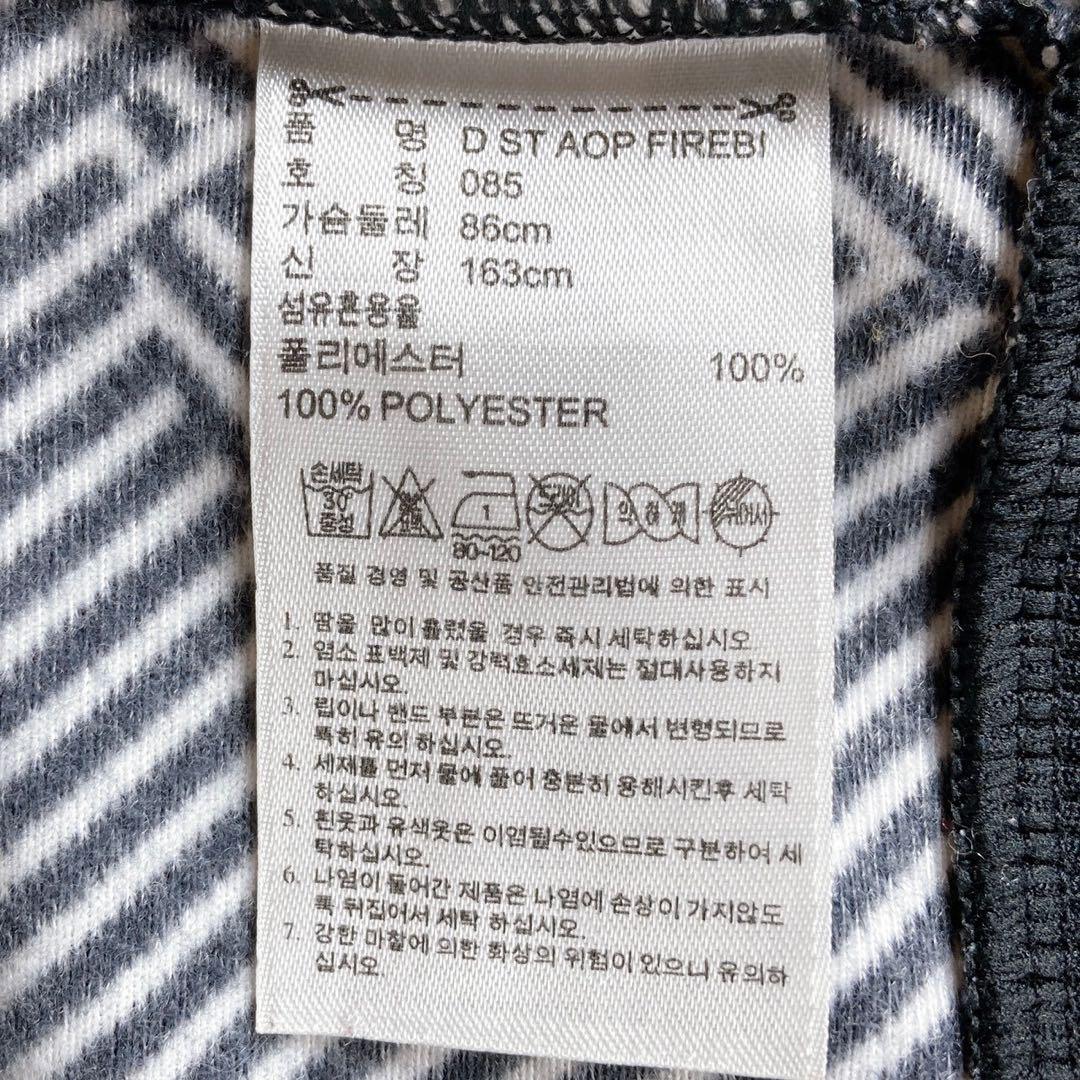 품 명 D ST AOP FIREBI
호 칭 085
가슴둘레 86cm
신 장 163cm
섬유혼용율
폴리에스터 100%
100% POLYESTER
손세탁
30°
중성
1
80~120
드라이
약하게
뉘어서
품질 경영 및 공산품 안전관리법에 의한 표시
1. 땀을 많이 흘렸을 경우 즉시 세탁하십시오.
2. 염소 표백제 및 강력효소세제는 절대사용하지
마십시오.
3. 립이나 밴드 부분은 뜨거운 물에서 변형되므로
특히 유의 하십시오.
4. 세제를 먼저 물에 풀어 충분히 용해시킨후 세탁
하십시오.
5. 흰옷과 유색옷은 이염될수있으므로 구분하여 세
탁하십시오.
6. 나염이 들어간 제품은 나염에 손상이 가지않도
록 뒤집어서 세탁 하십시오.
7. 강한 마찰에 의한 화상의 위험이 있으니 유의하
십시오.